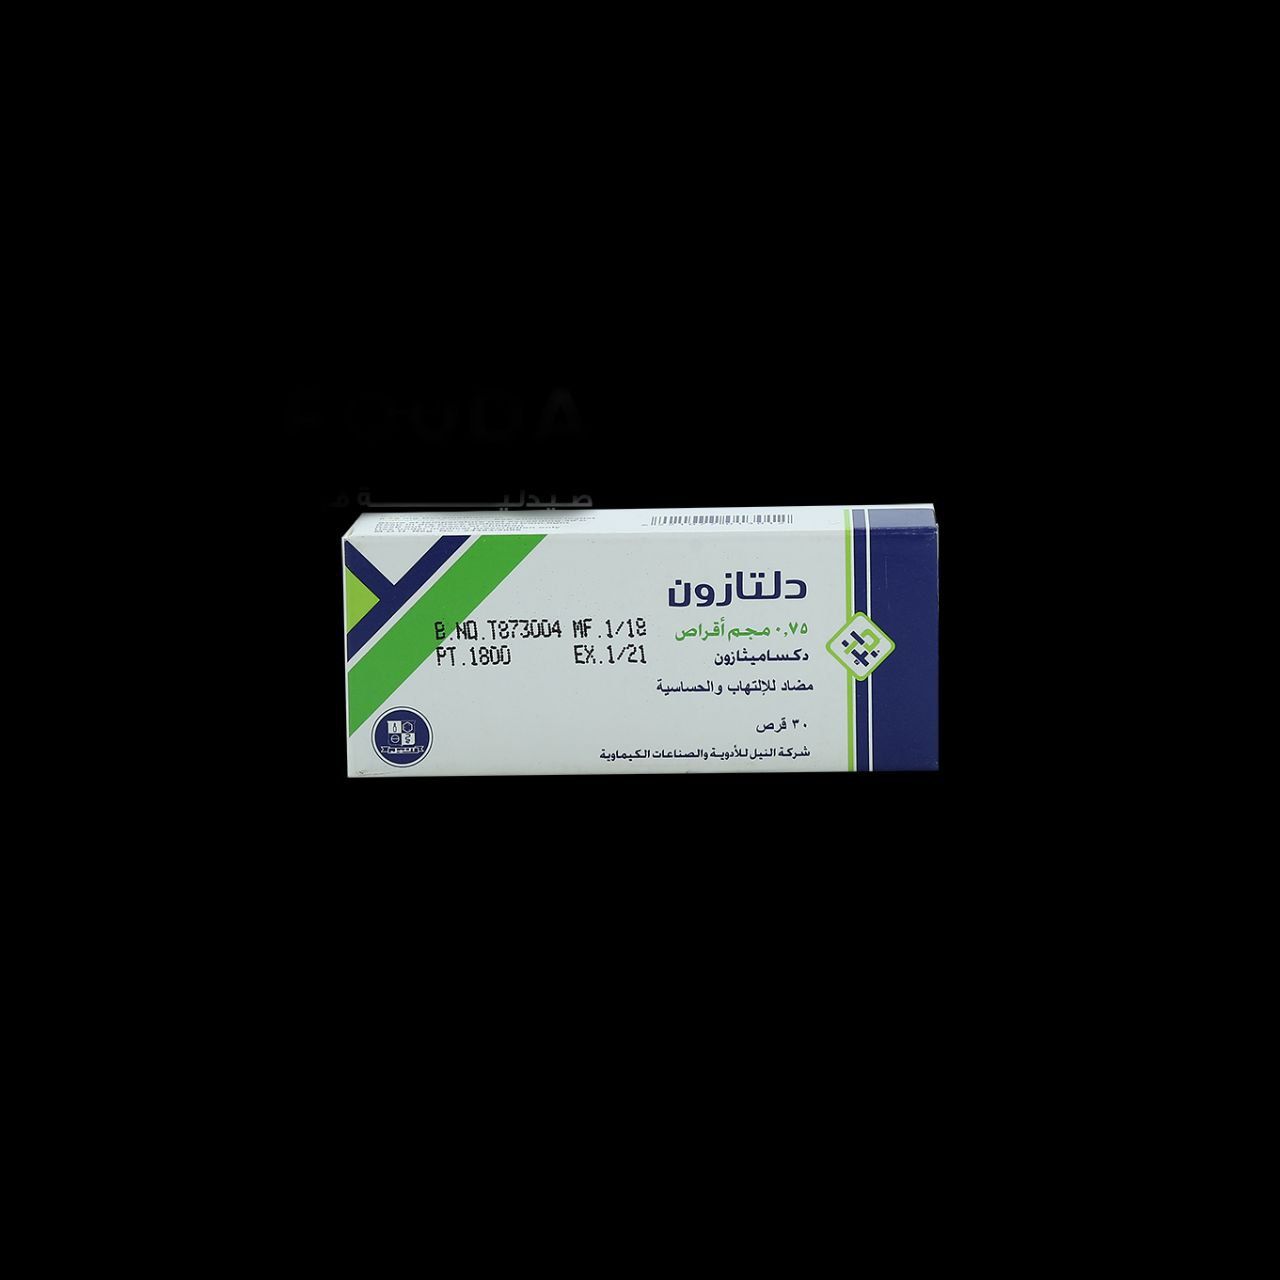 صيدليـــــــــة
دلتازون
٠,٧٥ مجم أقراص
B.NO.T873004 MF.1/18
دكساميثازون
PT.1800 EX.1/21
مضاد للإلتهاب والحساسية
٣٠ قرص
شركة النيل للأدوية والصناعات الكيماوية